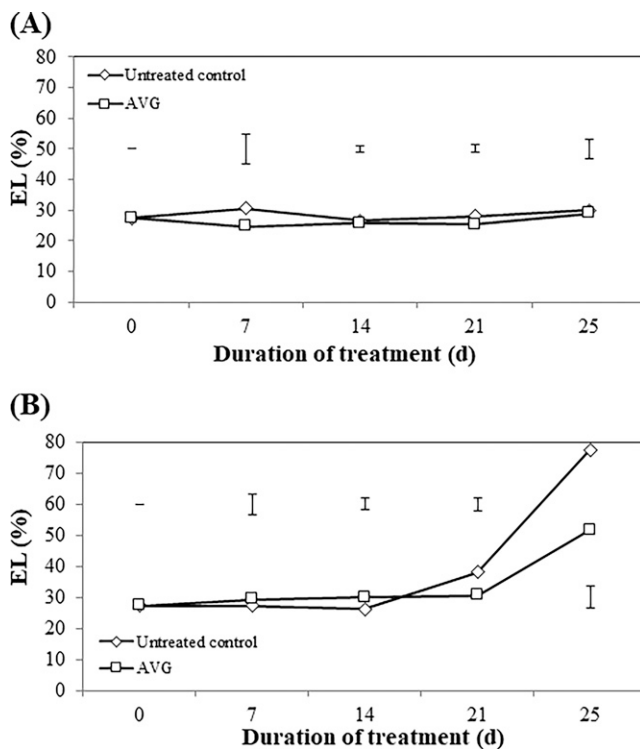 (A)
80
70
60
50
40
30
20
10
0
EL (%)
Untreated control
AVG
0 7 14 21 25
Duration of treatment (d)
(B)
80
70
60
50
40
30
20
10
0
EL (%)
Untreated control
AVG
0 7 14 21 25
Duration of treatment (d)